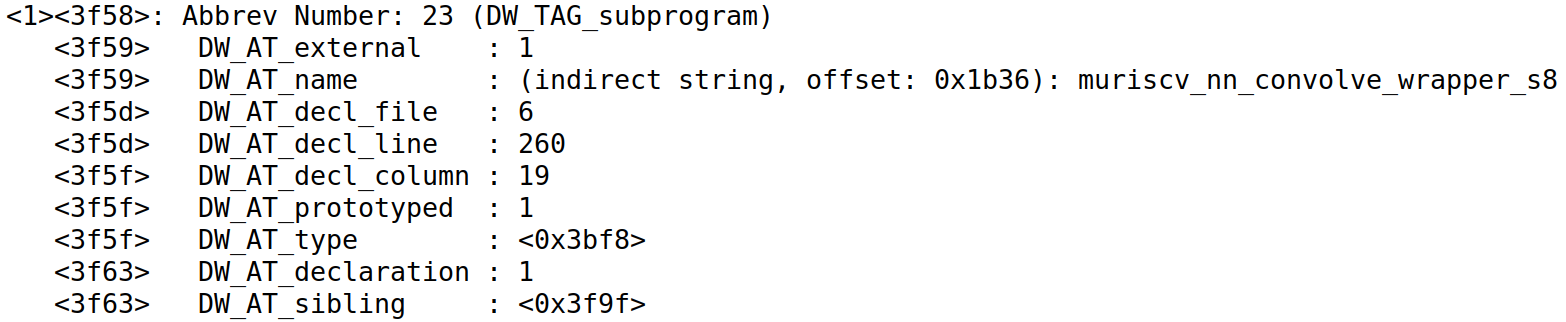 <1><3f58>: Abbrev Number: 23 (DW_TAG_subprogram)
   <3f59>   DW_AT_external    : 1
   <3f59>   DW_AT_name        : (indirect string, offset: 0x1b36): muriscv_nn_convolve_wrapper_s8
   <3f5d>   DW_AT_decl_file   : 6
   <3f5d>   DW_AT_decl_line   : 260
   <3f5f>   DW_AT_decl_column : 19
   <3f5f>   DW_AT_prototyped  : 1
   <3f5f>   DW_AT_type        : <0x3bf8>
   <3f63>   DW_AT_declaration : 1
   <3f63>   DW_AT_sibling     : <0x3f9f>